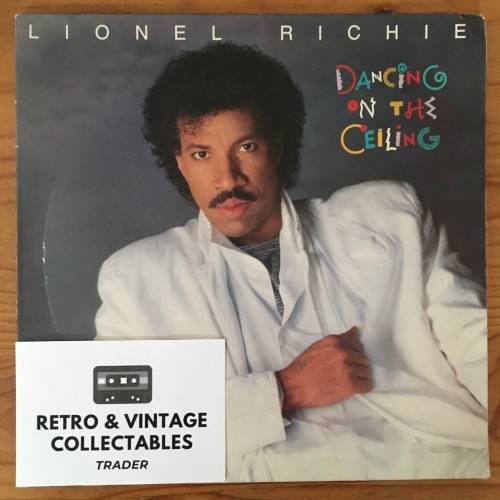 LIONEL RICHIE
DANCING
ON THE
CEILING
RETRO & VINTAGE
COLLECTABLES
TRADER